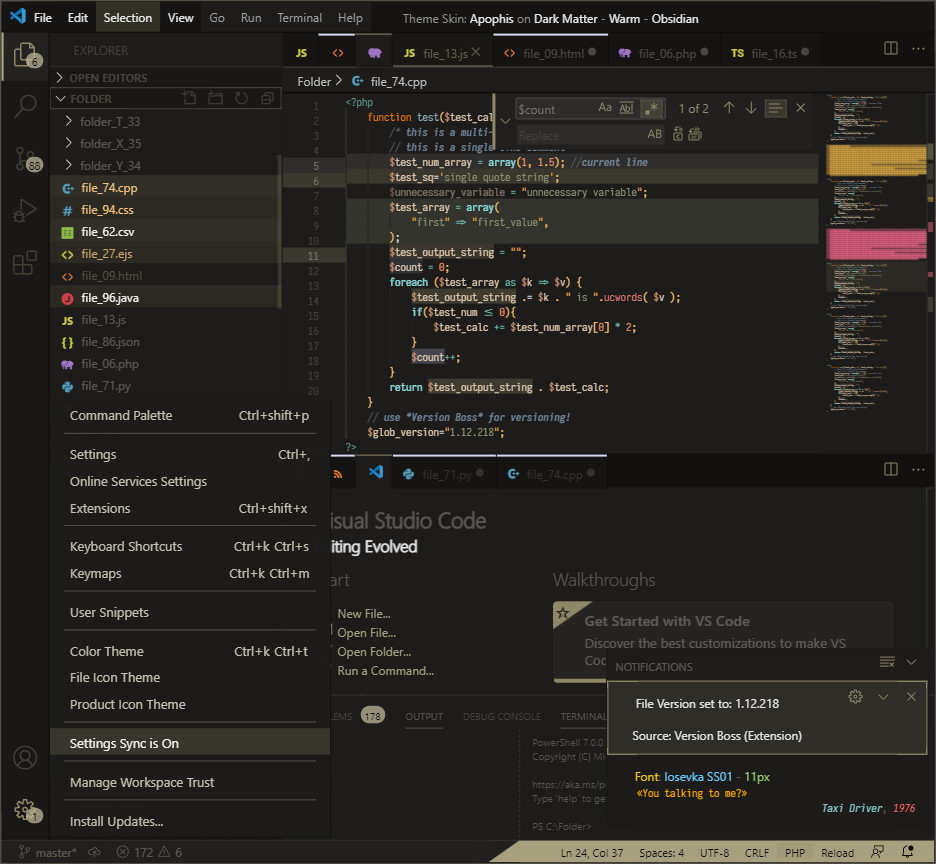 File Edit Selection View Go Run Terminal Help Theme Skin: Apophis on Dark Matter - Warm - Obsidian
EXPLORER
6
OPEN EDITORS
FOLDER
folder_T_33
folder_X_35
folder_Y_34
88
file_74.cpp
file_94.css
file_62.csv
file_27.ejs
file_09.html
file_96.java
JS file_13.js
file_86.json
file_06.php
file_71.py
JS
JS file_13.js
file_09.html
file_06.php
TS file_16.ts
Folder > file_74.cpp
$count Aa Abl .* 1 of 2
Replace AB
1 <?php
2 function test($test_cal
3 /* this is a multi-
4 // this is a single
5 $test_num_array = array(1, 1.5); //current line
6 $test_sq='single quote string';
7 $unnecessary_variable = "unnecessary variable";
8 $test_array = array(
9 "first" => "first_value",
10 );
11 $test_output_string = "";
12 $count = 0;
13 foreach ($test_array as $k => $v) {
14 $test_output_string .= $k . " is ".ucwords( $v );
15 if($test_num ≤ 0){
16 $test_calc += $test_num_array[0] * 2;
17 }
18 $count++;
19 }
20 return $test_output_string . $test_calc;
}
// use *Version Boss* for versioning!
$glob_version="1.12.218";
?>
Command Palette Ctrl+shift+p
Settings Ctrl+,
Online Services Settings
Extensions Ctrl+shift+x
Keyboard Shortcuts Ctrl+k Ctrl+s
Keymaps Ctrl+k Ctrl+m
User Snippets
Color Theme Ctrl+k Ctrl+t
File Icon Theme
Product Icon Theme
Settings Sync is On
Manage Workspace Trust
Install Updates...
1
file_71.py
file_74.cpp
isual Studio Code
iting Evolved
art
New File...
Open File...
Open Folder...
Run a Command...
Walkthroughs
Get Started with VS Code
Discover the best customizations to make VS
Coc
EMS 178 OUTPUT DEBUG CONSOLE TERMINAL
PowerShell 7.0.0
Copyright (C) Mi
https://aka.ms/p
Type 'help' to ge
PS C:\Folder>
NOTIFICATIONS
File Version set to: 1.12.218
Source: Version Boss (Extension)
Font: Iosevka SS01 - 11px
«You talking to me?»
Taxi Driver, 1976
master* 172 6 Ln 24, Col 37 Spaces: 4 UTF-8 CRLF PHP Reload